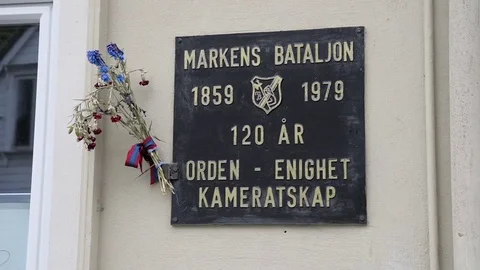 MARKENS BATALJON
1859 1979
120 ÅR
ORDEN - ENIGHET
KAMERATSKAP